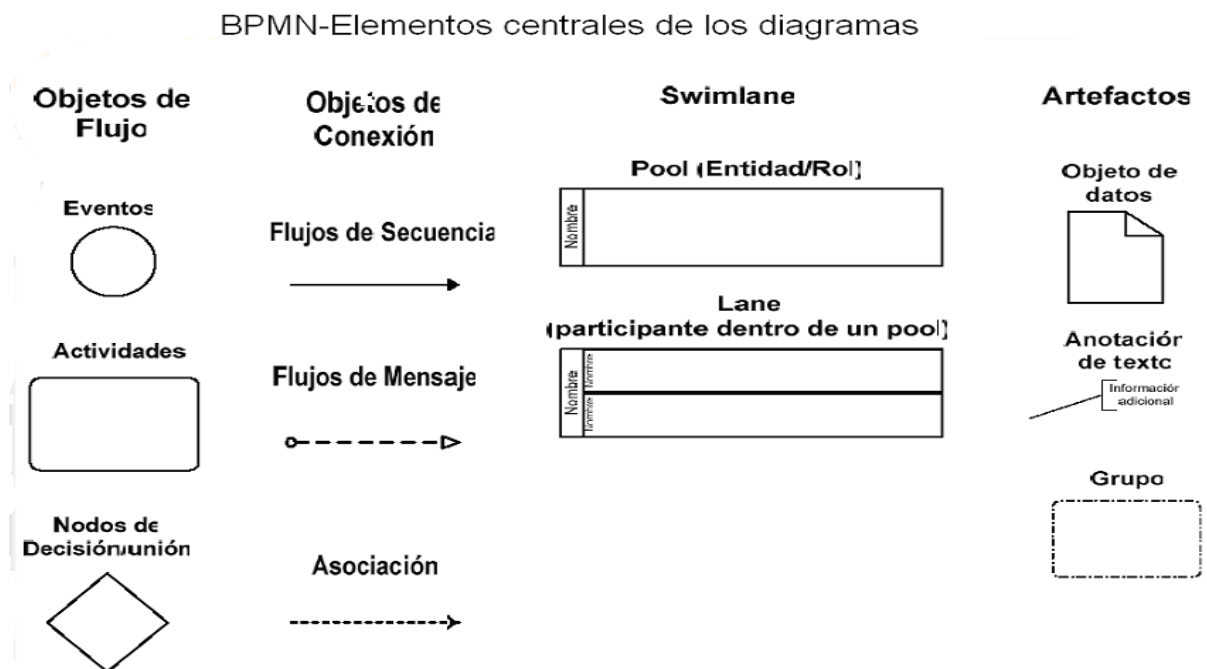 BPMN-Elementos centrales de los diagramas
Objetos de
Flujo
Eventos
Actividades
Nodos de
Decisión/unión
Objetos de
Conexión
Flujos de Secuencia
Flujos de Mensaje
Asociación
Swimlane
Pool (Entidad/Rol)
Nombre
Lane
(participante dentro de un pool)
Nombre
Nombre
Nombre
Artefactos
Objeto de
datos
Anotación
de texto
Información
adicional
Grupo